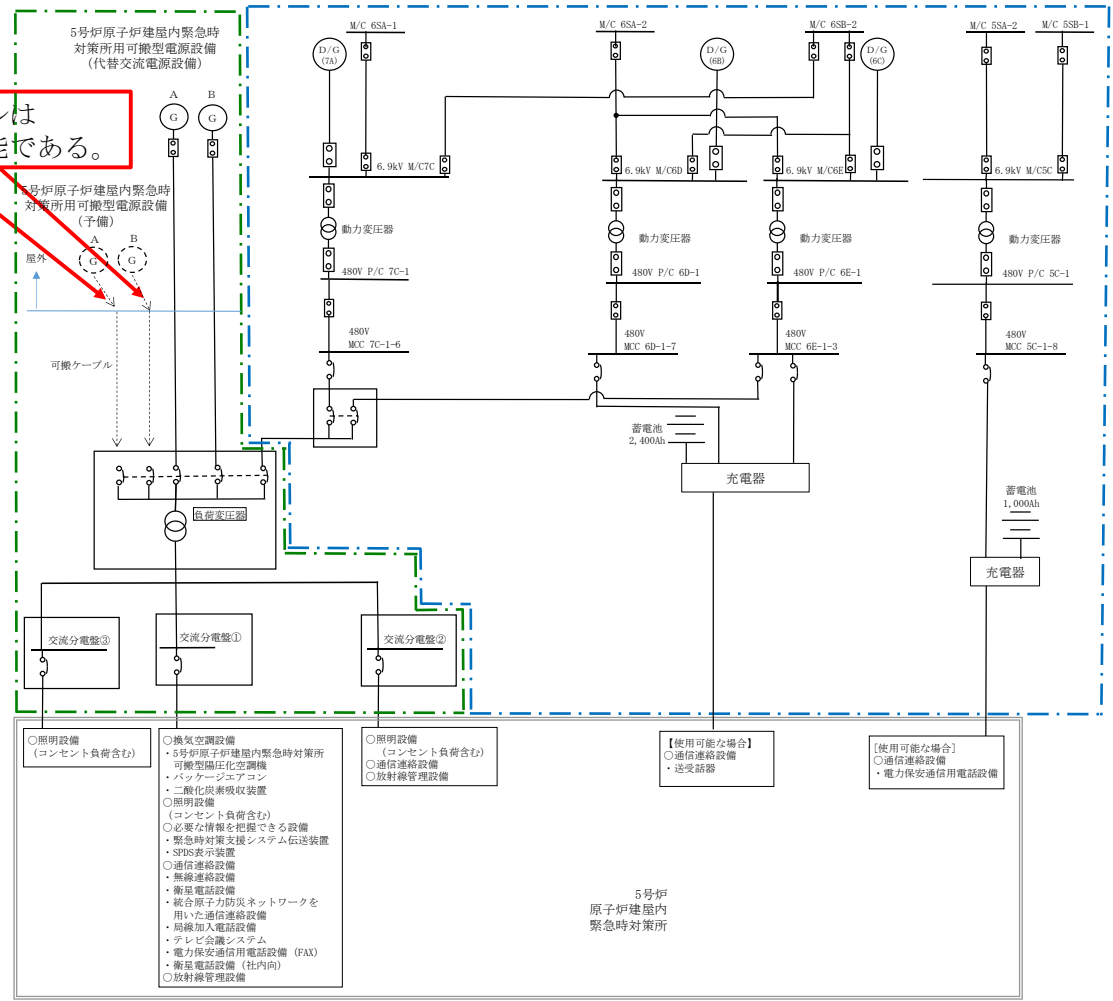 5号炉原子炉建屋内緊急時
対策所用可搬型電源設備
(代替交流電源設備)
A
B
G
G
ルは
能である。
5号炉原子炉建屋内緊急時
対策所用可搬型電源設備
(予備)
A
B
G
G
屋外
可搬ケーブル
M/C 6SA-1
M/C 6SA-2
M/C 6SB-2
M/C 5SA-2
M/C 5SB-1
D/G
(7A)
D/G
(6B)
D/G
(6C)
6.9kV M/C7C
6.9kV M/C6D
6.9kV M/C6E
6.9kV M/C5C
動力変圧器
動力変圧器
動力変圧器
動力変圧器
480V P/C 7C-1
480V P/C 6D-1
480V P/C 6E-1
480V P/C 5C-1
480V
MCC 7C-1-6
480V
MCC 6D-1-7
480V
MCC 6E-1-3
480V
MCC 5C-1-8
蓄電池
2,400Ah
充電器
蓄電池
1,000Ah
充電器
負荷変圧器
交流分電盤③
交流分電盤①
交流分電盤②
○照明設備
(コンセント負荷含む)
○換気空調設備
・5号炉原子炉建屋内緊急時対策所
可搬型陽圧化空調機
・パッケージエアコン
・二酸化炭素吸収装置
○照明設備
(コンセント負荷含む)
○必要な情報を把握できる設備
・緊急時対策支援システム伝送装置
・SPDS表示装置
○通信連絡設備
・無線連絡設備
・衛星電話設備
・統合原子力防災ネットワークを
用いた通信連絡設備
・局線加入電話設備
・テレビ会議システム
・電力保安通信用電話設備 (FAX)
・衛星電話設備 (社内向)
○放射線管理設備
○照明設備
(コンセント負荷含む)
○通信連絡設備
○放射線管理設備
【使用可能な場合】
○通信連絡設備
・送受話器
[使用可能な場合]
○通信連絡設備
・電力保安通信用電話設備
5号炉
原子炉建屋内
緊急時対策所